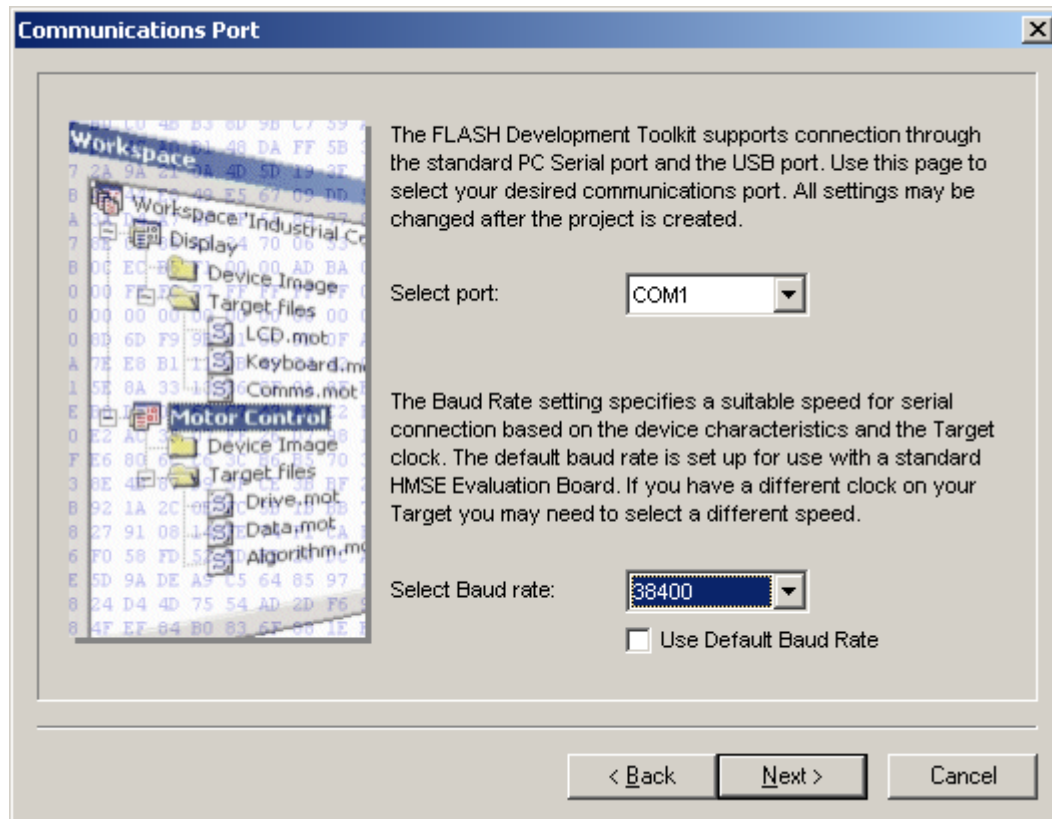 Communications Port
The FLASH Development Toolkit supports connection through
the standard PC Serial port and the USB port. Use this page to
select your desired communications port. All settings may be
changed after the project is created.
Select port:
COM1
The Baud Rate setting specifies a suitable speed for serial
connection based on the device characteristics and the Target
clock. The default baud rate is set up for use with a standard
HMSE Evaluation Board. If you have a different clock on your
Target you may need to select a different speed.
Select Baud rate:
38400
Use Default Baud Rate
Workspace
Workspace 'Industrial
Display
Device Image
Target files
LCD.mot
Comms.mot
Motor Control
Device Image
Target files
Drive.mot
Data.mot
< Back
Next >
Cancel